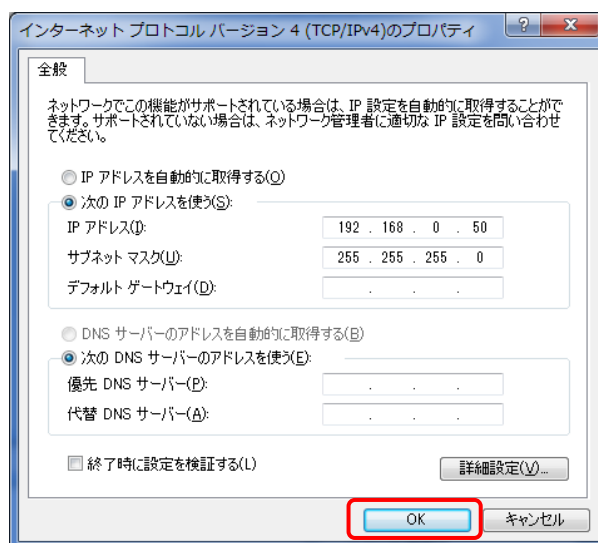 インターネット プロトコル バージョン 4 (TCP/IPv4)のプロパティ
全般
ネットワークでこの機能がサポートされている場合は、IP 設定を自動的に取得することがで
きます。サポートされていない場合は、ネットワーク管理者に適切な IP 設定を問い合わせ
てください。
IP アドレスを自動的に取得する(O)
次の IP アドレスを使う(S):
IP アドレス(I): 192 . 168 . 0 . 50
サブネット マスク(U): 255 . 255 . 255 . 0
デフォルト ゲートウェイ(D): . . .
DNS サーバーのアドレスを自動的に取得する(B)
次の DNS サーバーのアドレスを使う(E):
優先 DNS サーバー(P): . . .
代替 DNS サーバー(A): . . .
終了時に設定を検証する(L)
詳細設定(V)...
OK キャンセル